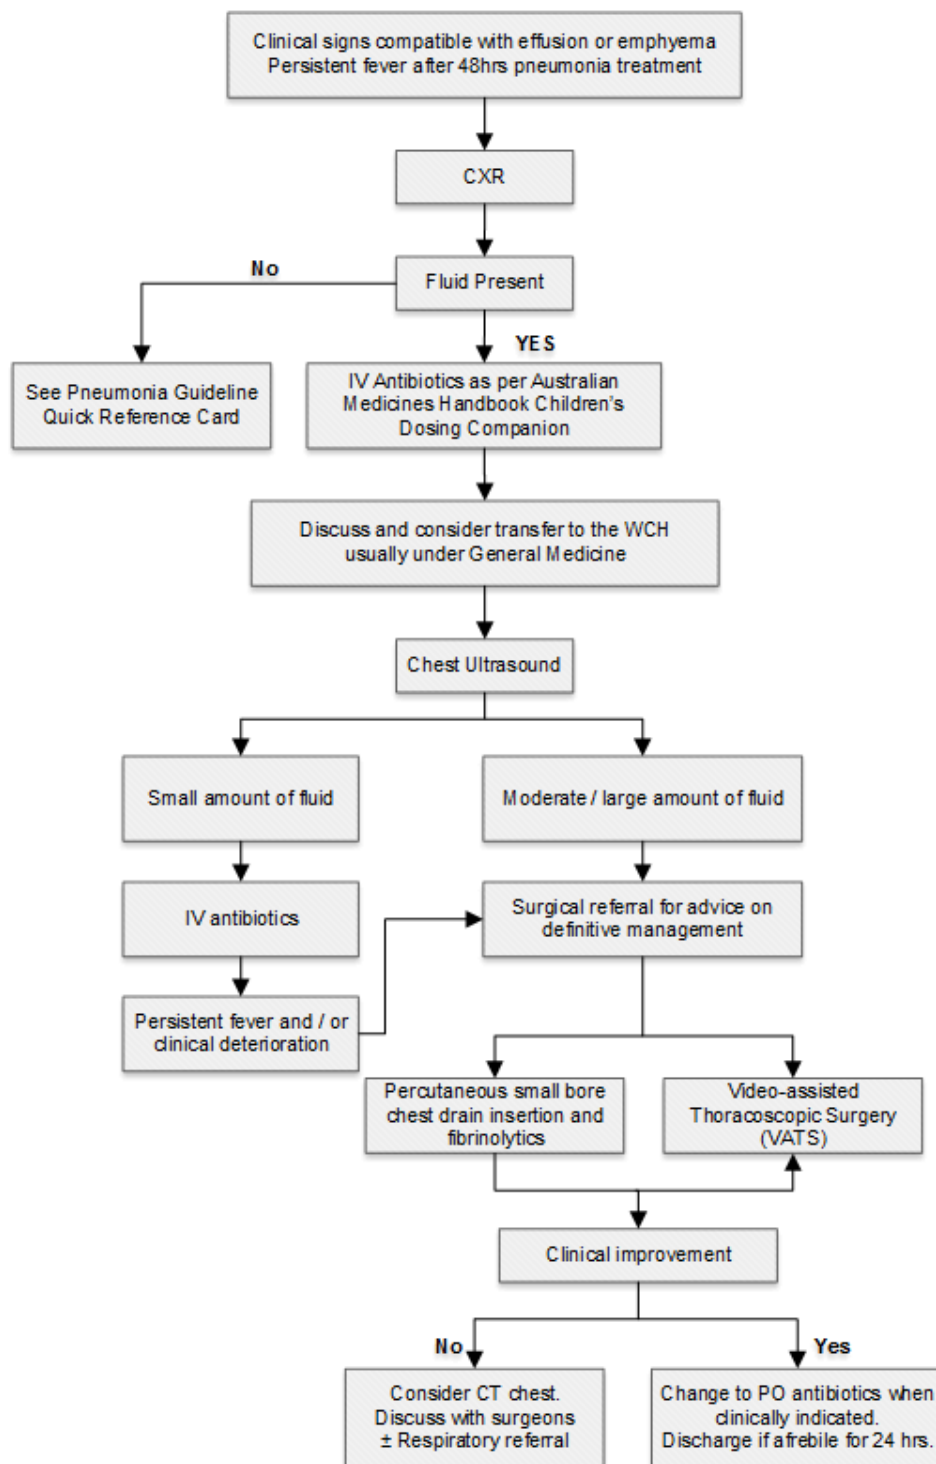 Clinical signs compatible with effusion or emphyema
Persistent fever after 48hrs pneumonia treatment
CXR
Fluid Present
No
YES
See Pneumonia Guideline
Quick Reference Card
IV Antibiotics as per Australian
Medicines Handbook Children's
Dosing Companion
Discuss and consider transfer to the WCH
usually under General Medicine
Chest Ultrasound
Small amount of fluid
Moderate / large amount of fluid
IV antibiotics
Surgical referral for advice on
definitive management
Persistent fever and / or
clinical deterioration
Percutaneous small bore
chest drain insertion and
fibrinolytics
Video-assisted
Thoracoscopic Surgery
(VATS)
Clinical improvement
No
Yes
Consider CT chest.
Discuss with surgeons
± Respiratory referral
Change to PO antibiotics when
clinically indicated.
Discharge if afrebile for 24 hrs.